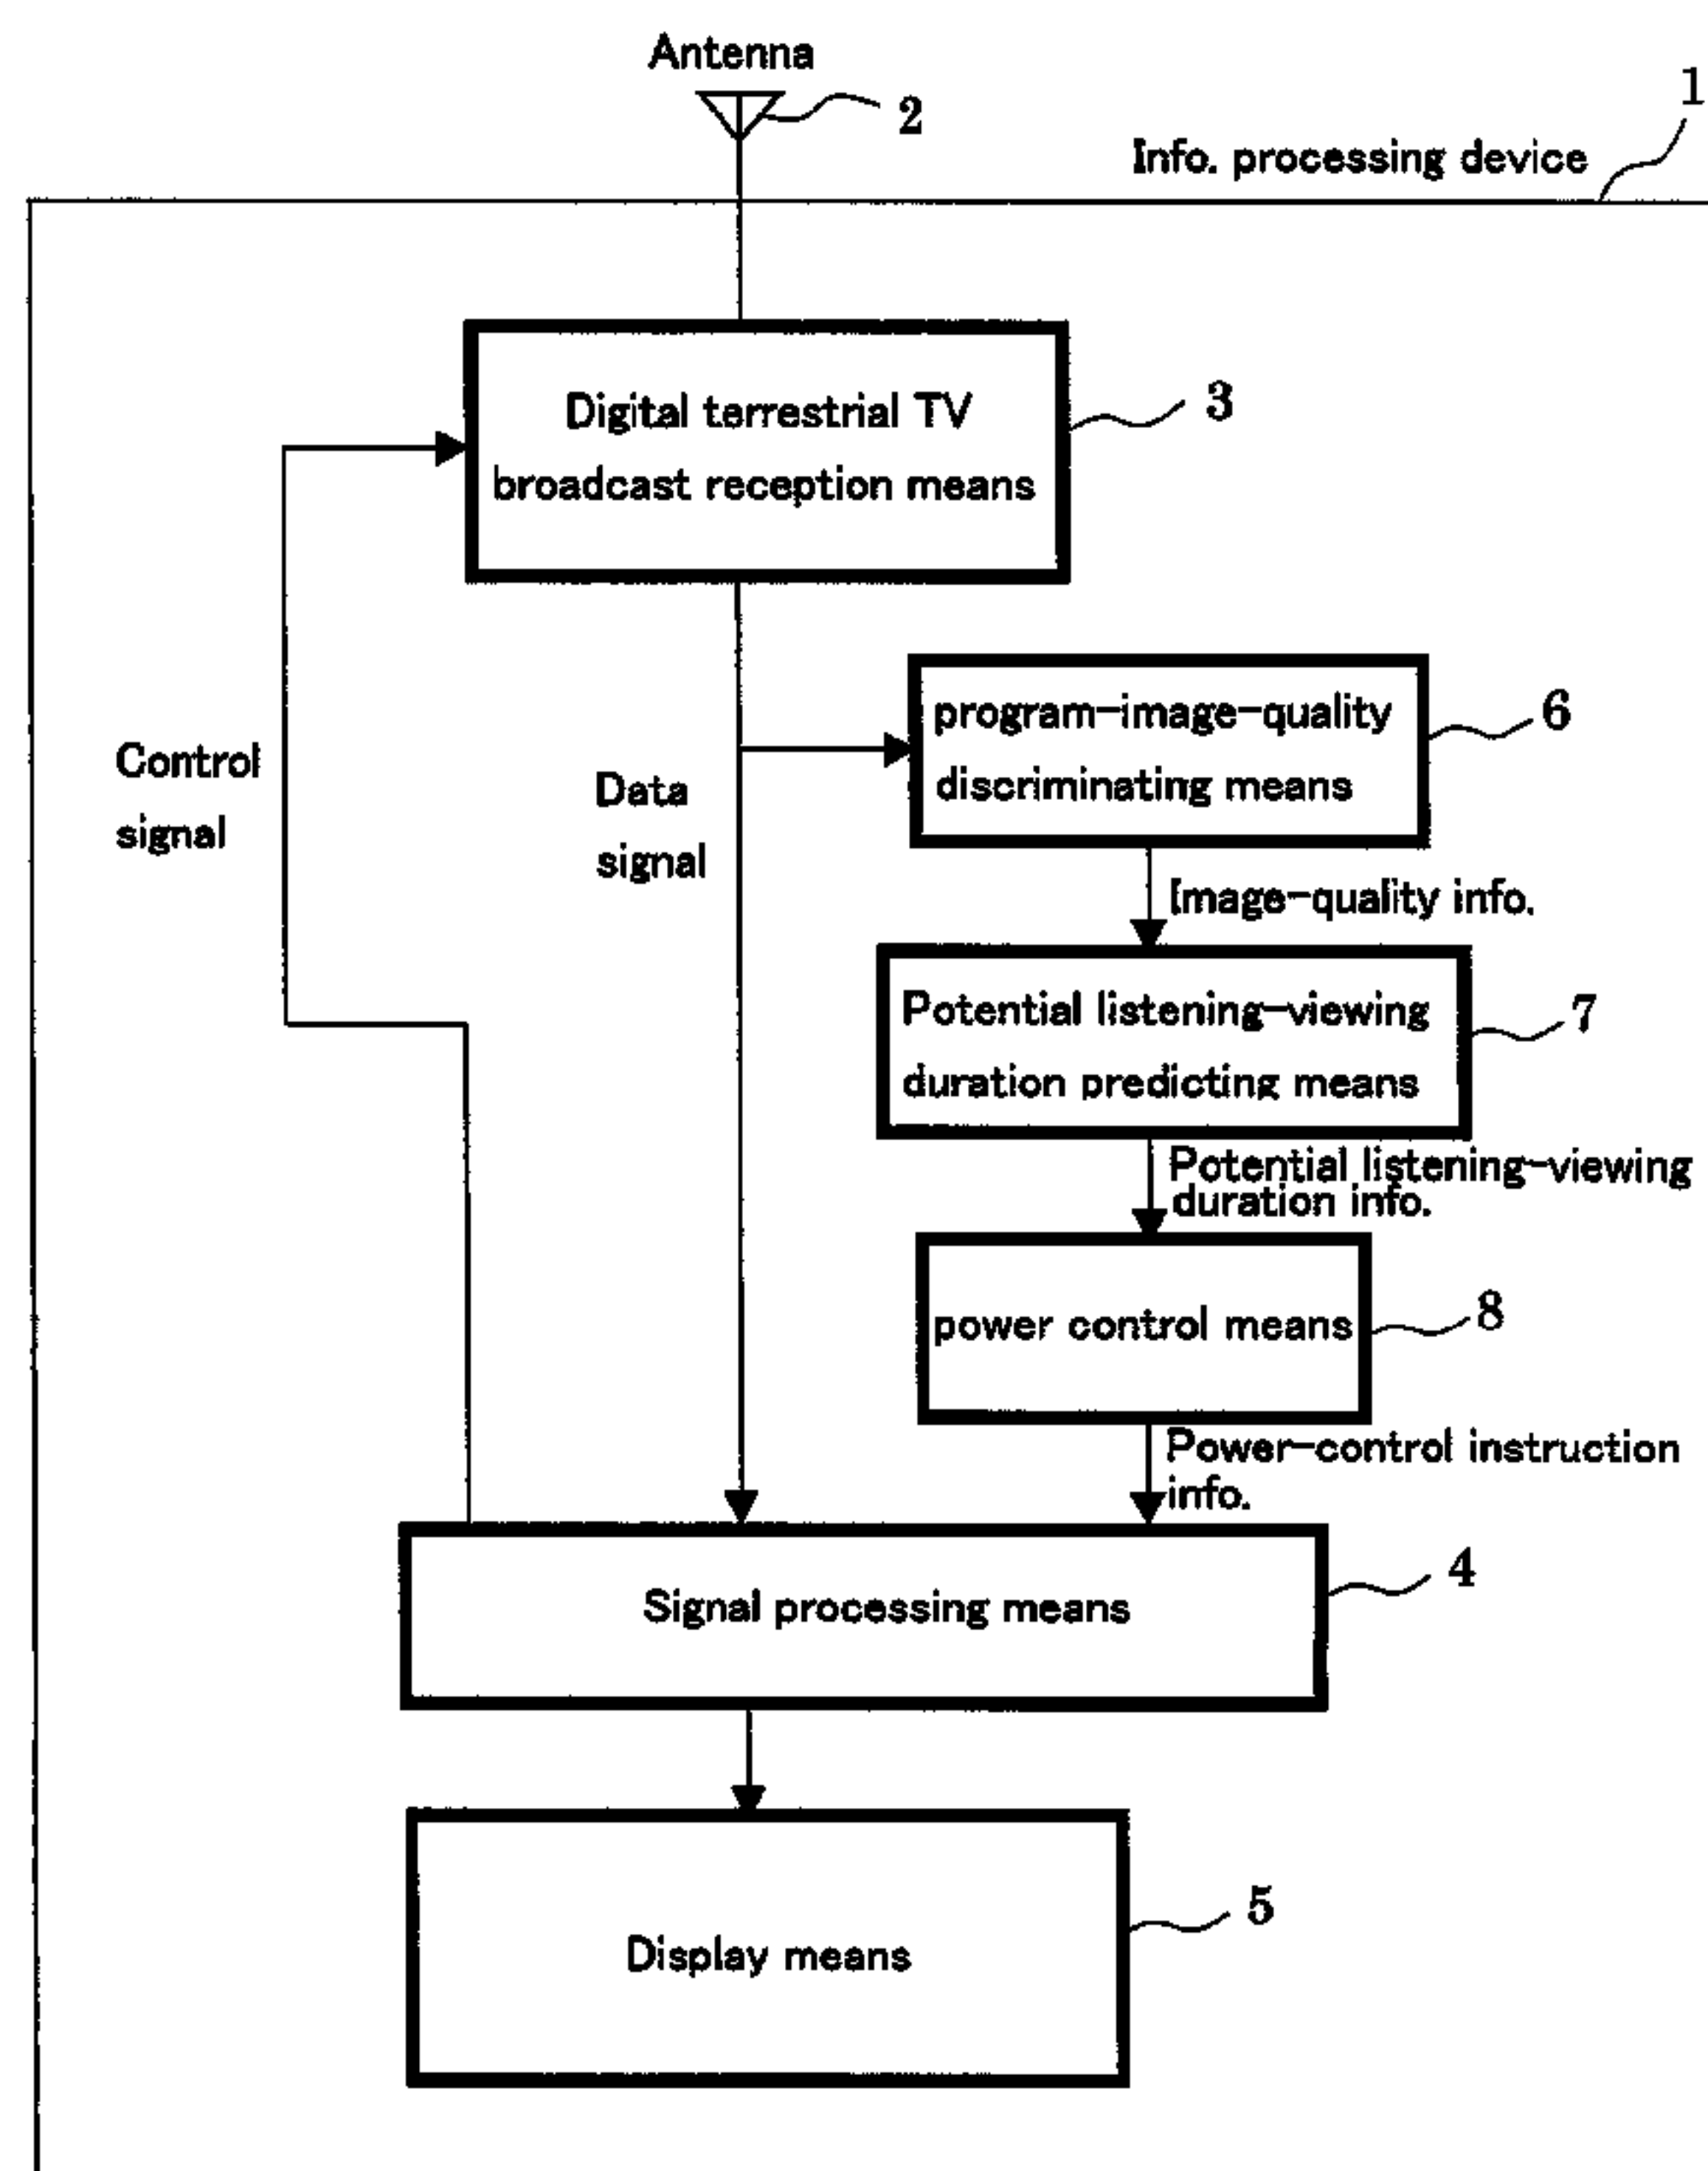 Antenna
2
1
Info. processing device
Digital terrestrial TV
broadcast reception means
3
program-image-quality
discriminating means
6
Control
signal
Data
signal
Image-quality info.
Potential listening-viewing
duration predicting means
7
Potential listening-viewing
duration info.
power control means
8
Power-control instruction
info.
Signal processing means
4
Display means
5